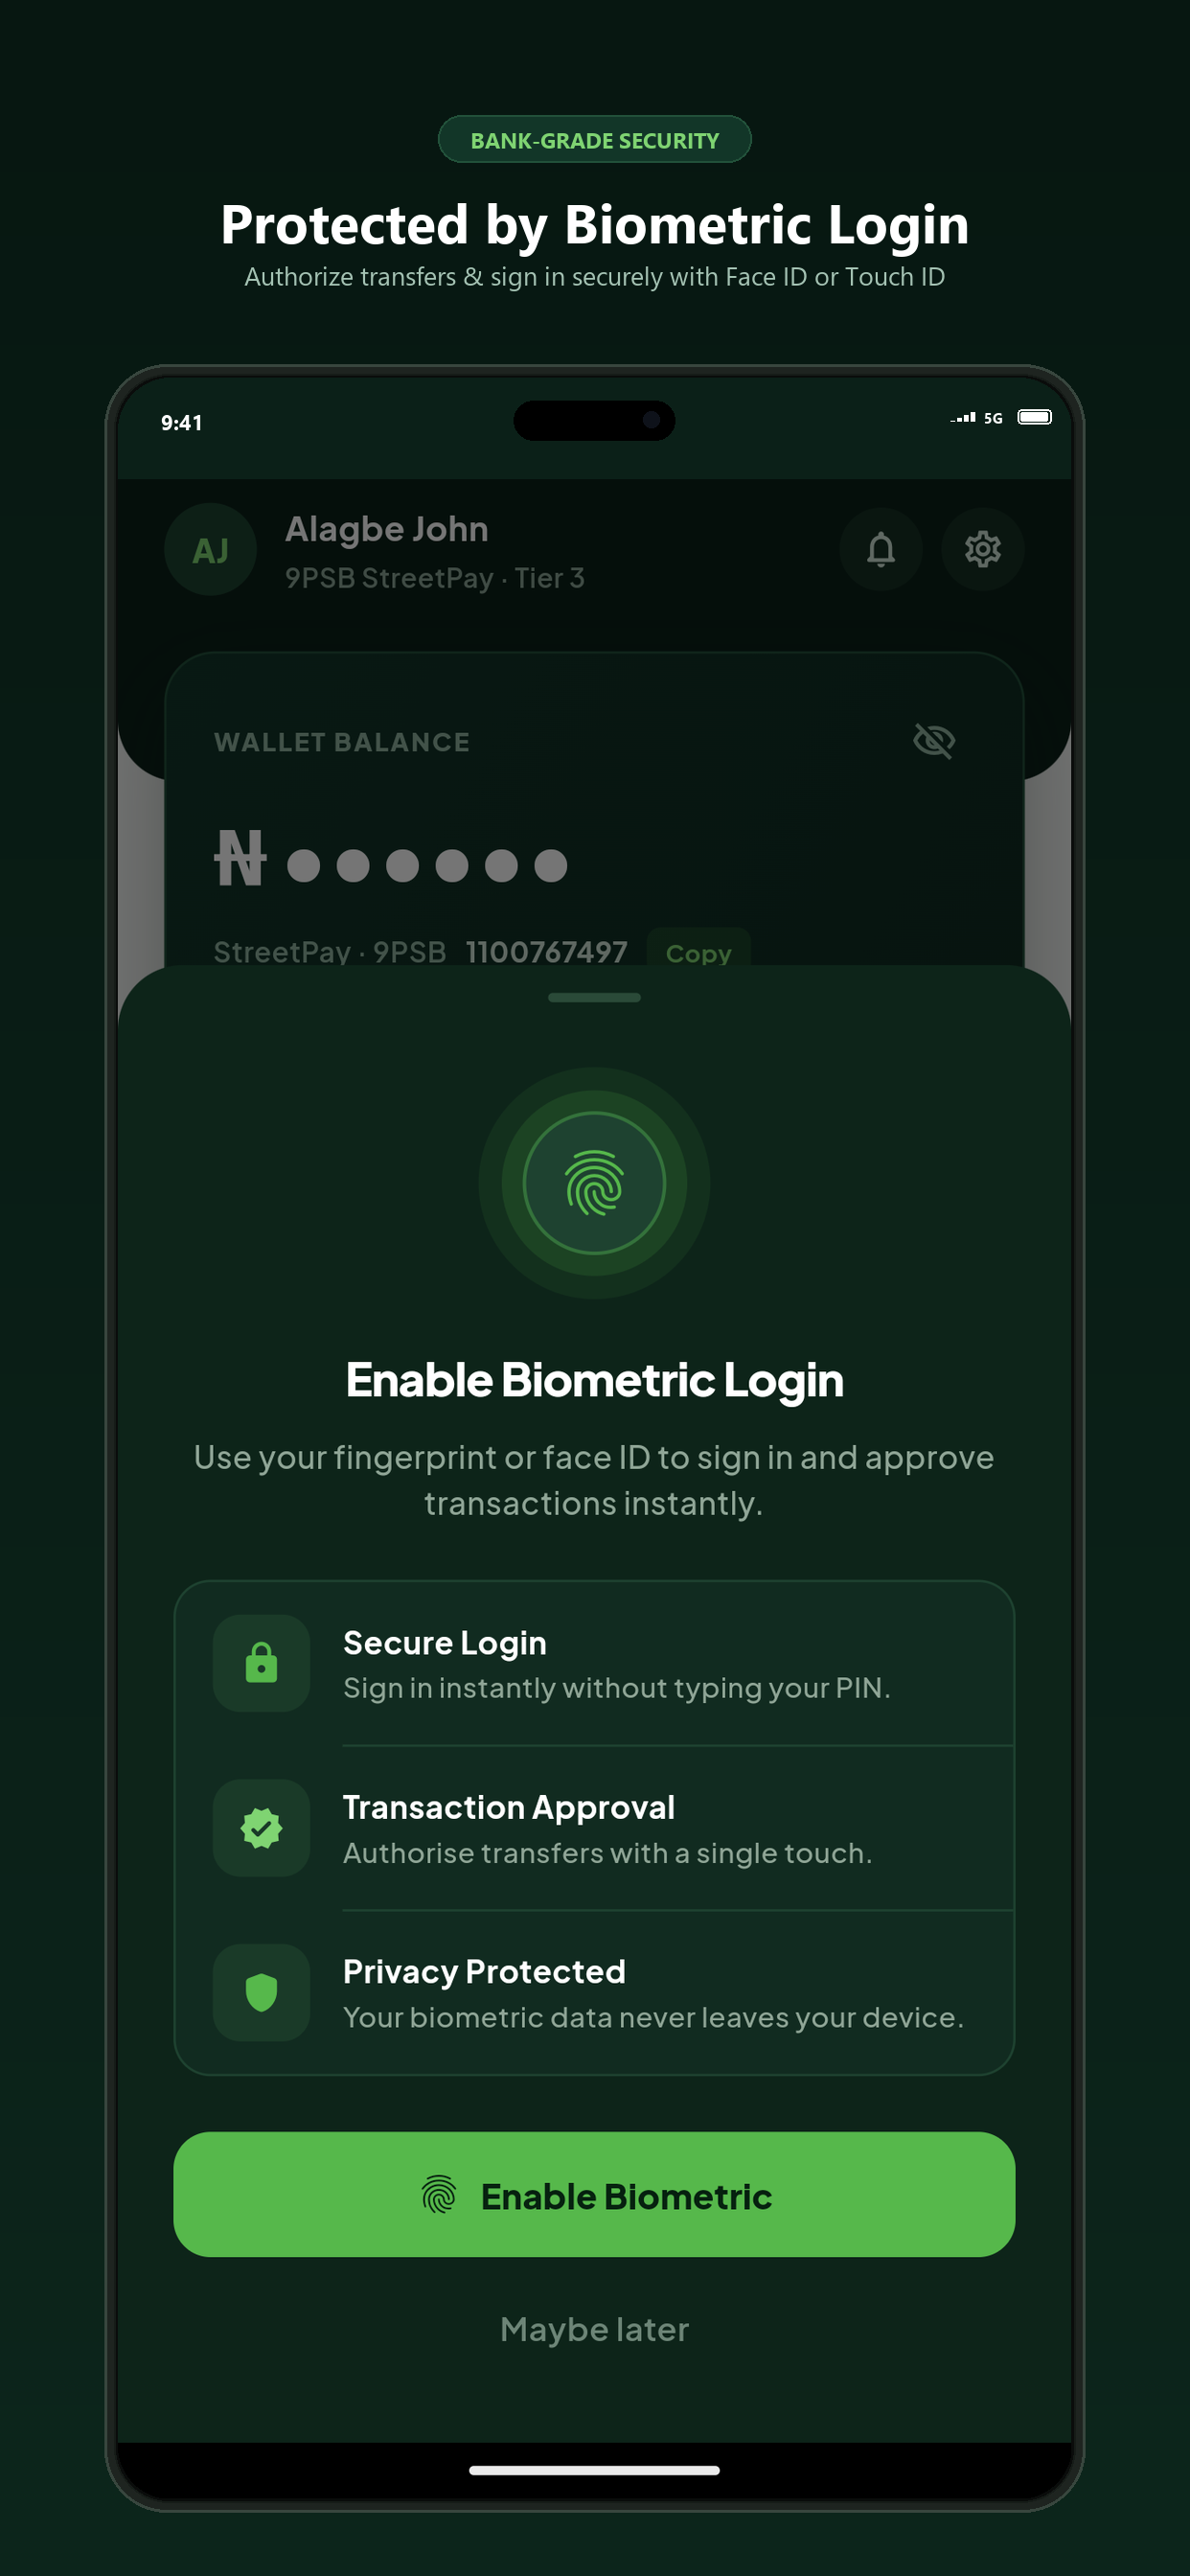 BANK-GRADE SECURITY
Protected by Biometric Login
Authorize transfers & sign in securely with Face ID or Touch ID
9:41
5G
AJ
Alagbe John
9PSB StreetPay · Tier 3
WALLET BALANCE
₦ ●●●●●●
StreetPay · 9PSB 1100767497 Copy
Enable Biometric Login
Use your fingerprint or face ID to sign in and approve
transactions instantly.
Secure Login
Sign in instantly without typing your PIN.
Transaction Approval
Authorise transfers with a single touch.
Privacy Protected
Your biometric data never leaves your device.
Enable Biometric
Maybe later